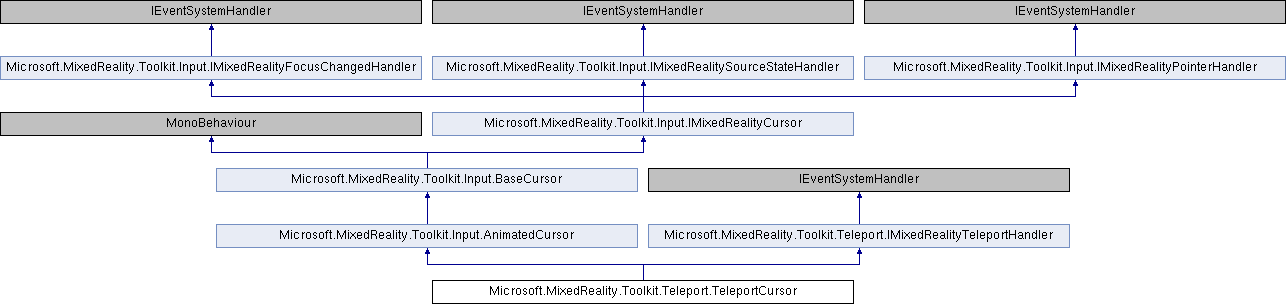 IEventSystemHandler
IEventSystemHandler
IEventSystemHandler
Microsoft.MixedReality.Toolkit.Input.IMixedRealityFocusChangedHandler
Microsoft.MixedReality.Toolkit.Input.IMixedRealitySourceStateHandler
Microsoft.MixedReality.Toolkit.Input.IMixedRealityPointerHandler
MonoBehaviour
Microsoft.MixedReality.Toolkit.Input.IMixedRealityCursor
Microsoft.MixedReality.Toolkit.Input.BaseCursor
IEventSystemHandler
Microsoft.MixedReality.Toolkit.Input.AnimatedCursor
Microsoft.MixedReality.Toolkit.Teleport.IMixedRealityTeleportHandler
Microsoft.MixedReality.Toolkit.Teleport.TeleportCursor